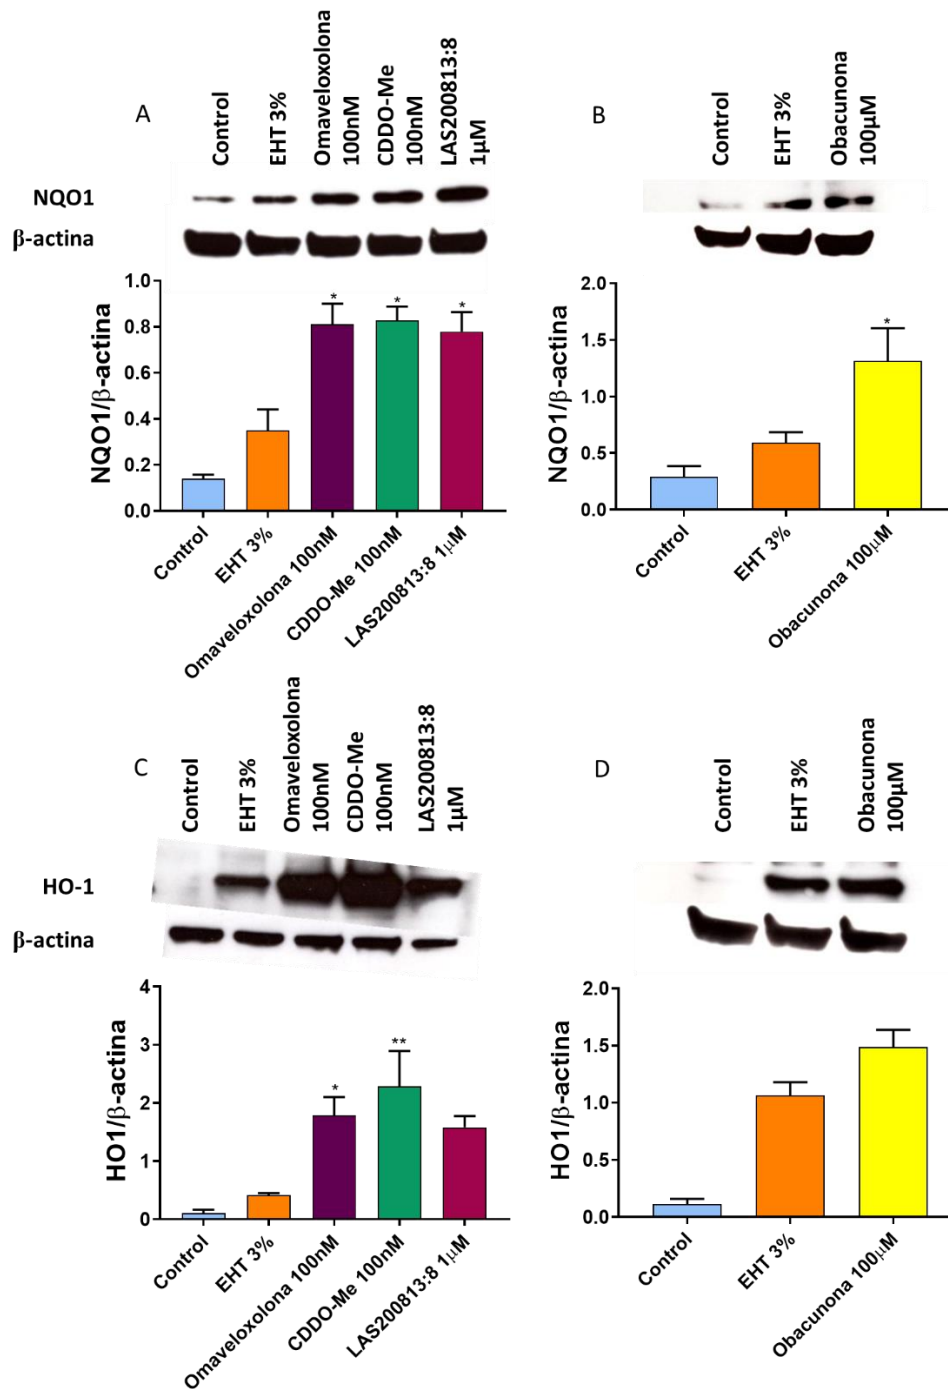 A
Control
EHT 3%
Omaveloxolona
100nM
CDDO-Me
100nM
LAS200813:8
1µM
NQO1
β-actina
NQO1/β-actina
1.0
0.8
0.6
0.4
0.2
0.0
*
*
*
Control
EHT 3%
Omaveloxolona 100nM
CDDO-Me 100nM
LAS200813:8 1µM
B
Control
EHT 3%
Obacunona
100µM
NQO1/β-actina
2.0
1.5
1.0
0.5
0.0
*
Control
EHT 3%
Obacunona 100µM
C
Control
EHT 3%
Omaveloxolona
100nM
CDDO-Me
100nM
LAS200813:8
1µM
HO-1
β-actina
HO1/β-actina
4
3
2
1
0
*
**
Control
EHT 3%
Omaveloxolona 100nM
CDDO-Me 100nM
LAS200813:8 1µM
D
Control
EHT 3%
Obacunona
100µM
HO1/β-actina
2.0
1.5
1.0
0.5
0.0
Control
EHT 3%
Obacunona 100µM